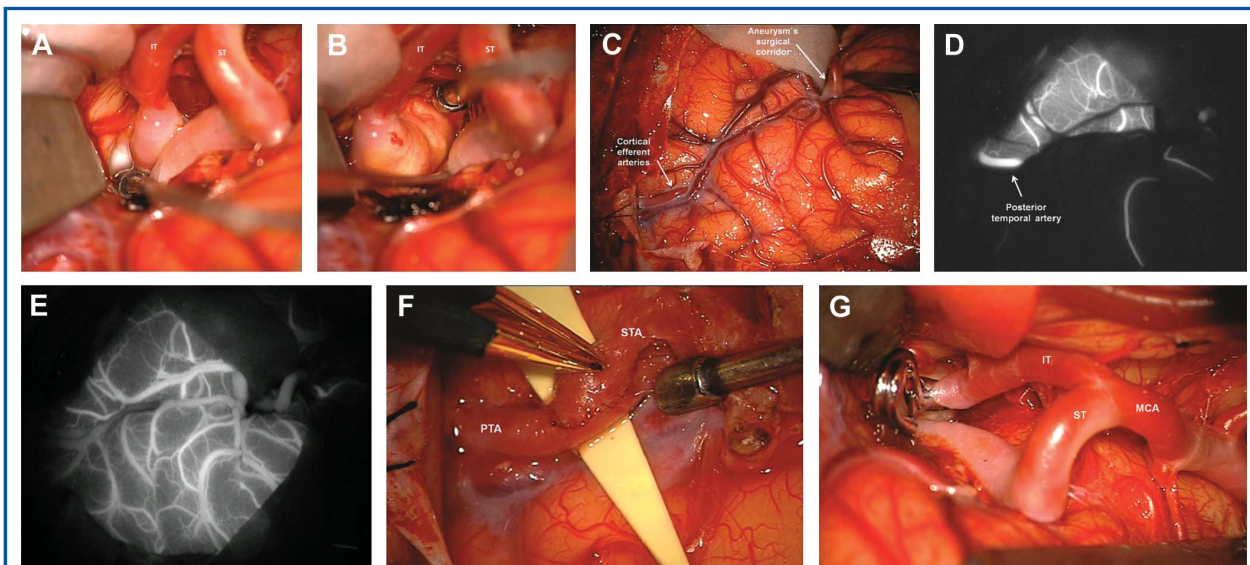 A
IT
ST
*
B
IT
ST
*
C
Aneurysm´s
surgical
corridor
Cortical
efferent
arteries
D
Posterior
temporal artery
E
F
STA
PTA
G
IT
ST
MCA